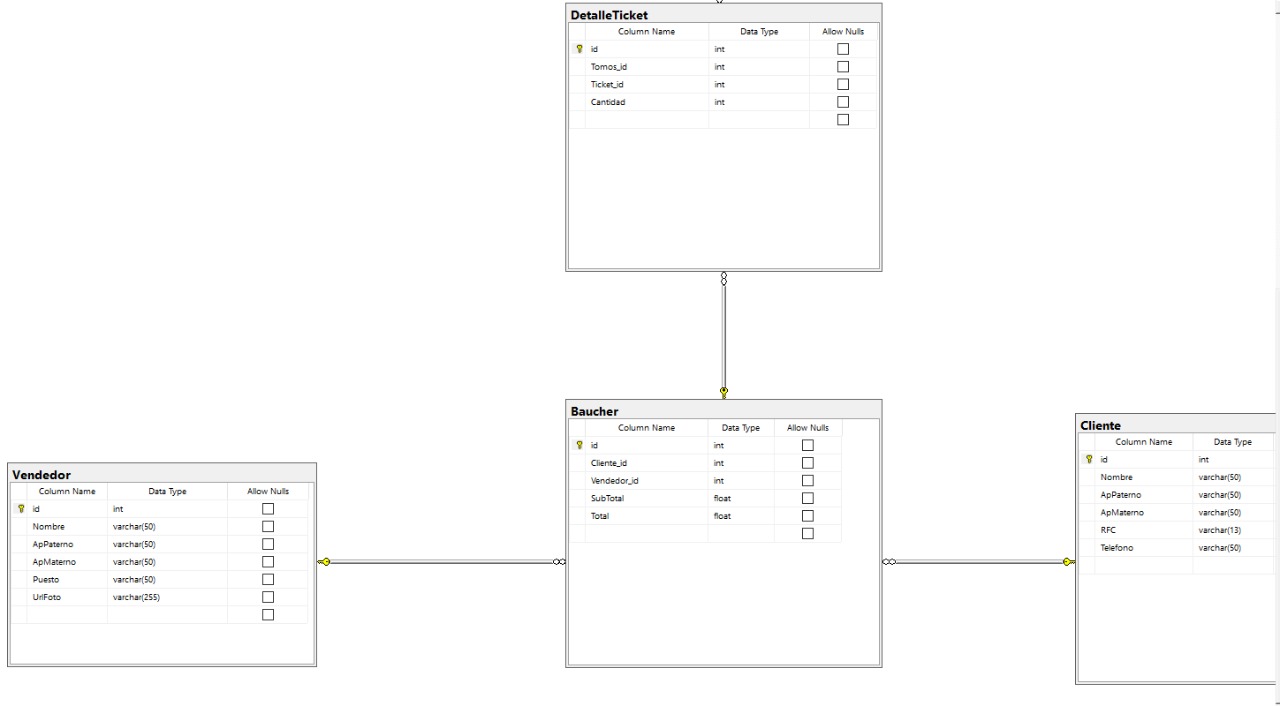 DetalleTicket
Column Name Data Type Allow Nulls
id int
Tomos_id int
Ticket_id int
Cantidad int
Baucher
Column Name Data Type Allow Nulls
id int
Cliente_id int
Vendedor_id int
SubTotal float
Total float
Cliente
Column Name Data Type
id int
Nombre varchar(50)
ApPaterno varchar(50)
ApMaterno varchar(50)
RFC varchar(13)
Telefono varchar(50)
Vendedor
Column Name Data Type Allow Nulls
id int
Nombre varchar(50)
ApPaterno varchar(50)
ApMaterno varchar(50)
Puesto varchar(50)
UrlFoto varchar(255)